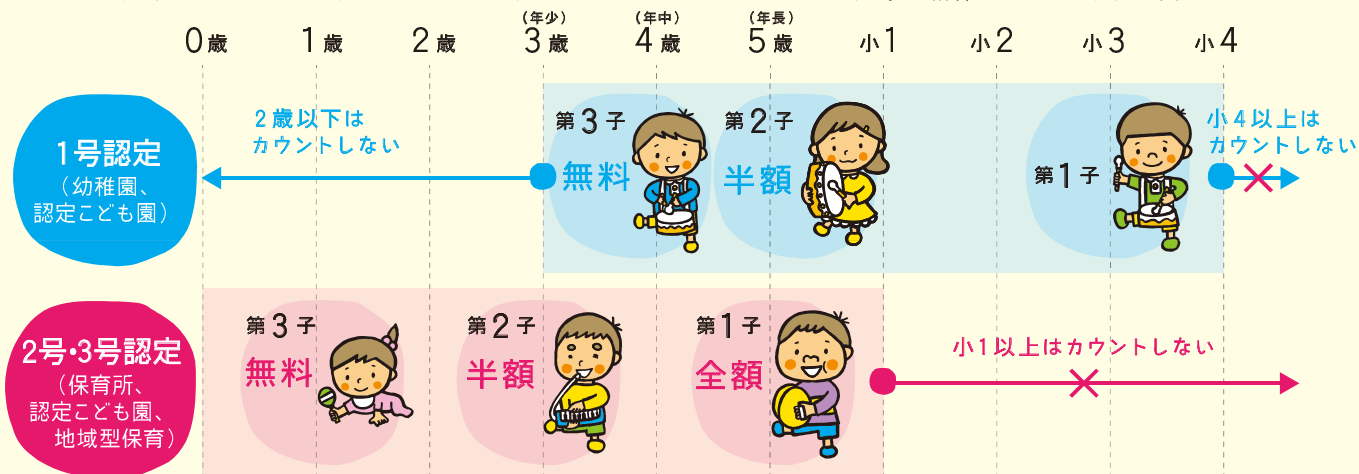 (年少) (年中) (年長)
0歳 1歳 2歳 3歳 4歳 5歳 小1 小2 小3 小4
1号認定
(幼稚園、
認定こども園)
2歳以下は
カウントしない
第3子
無料
第2子
半額
第1子
小4以上は
カウントしない
2号・3号認定
(保育所、
認定こども園、
地域型保育)
第3子
無料
第2子
半額
第1子
全額
小1以上はカウントしない